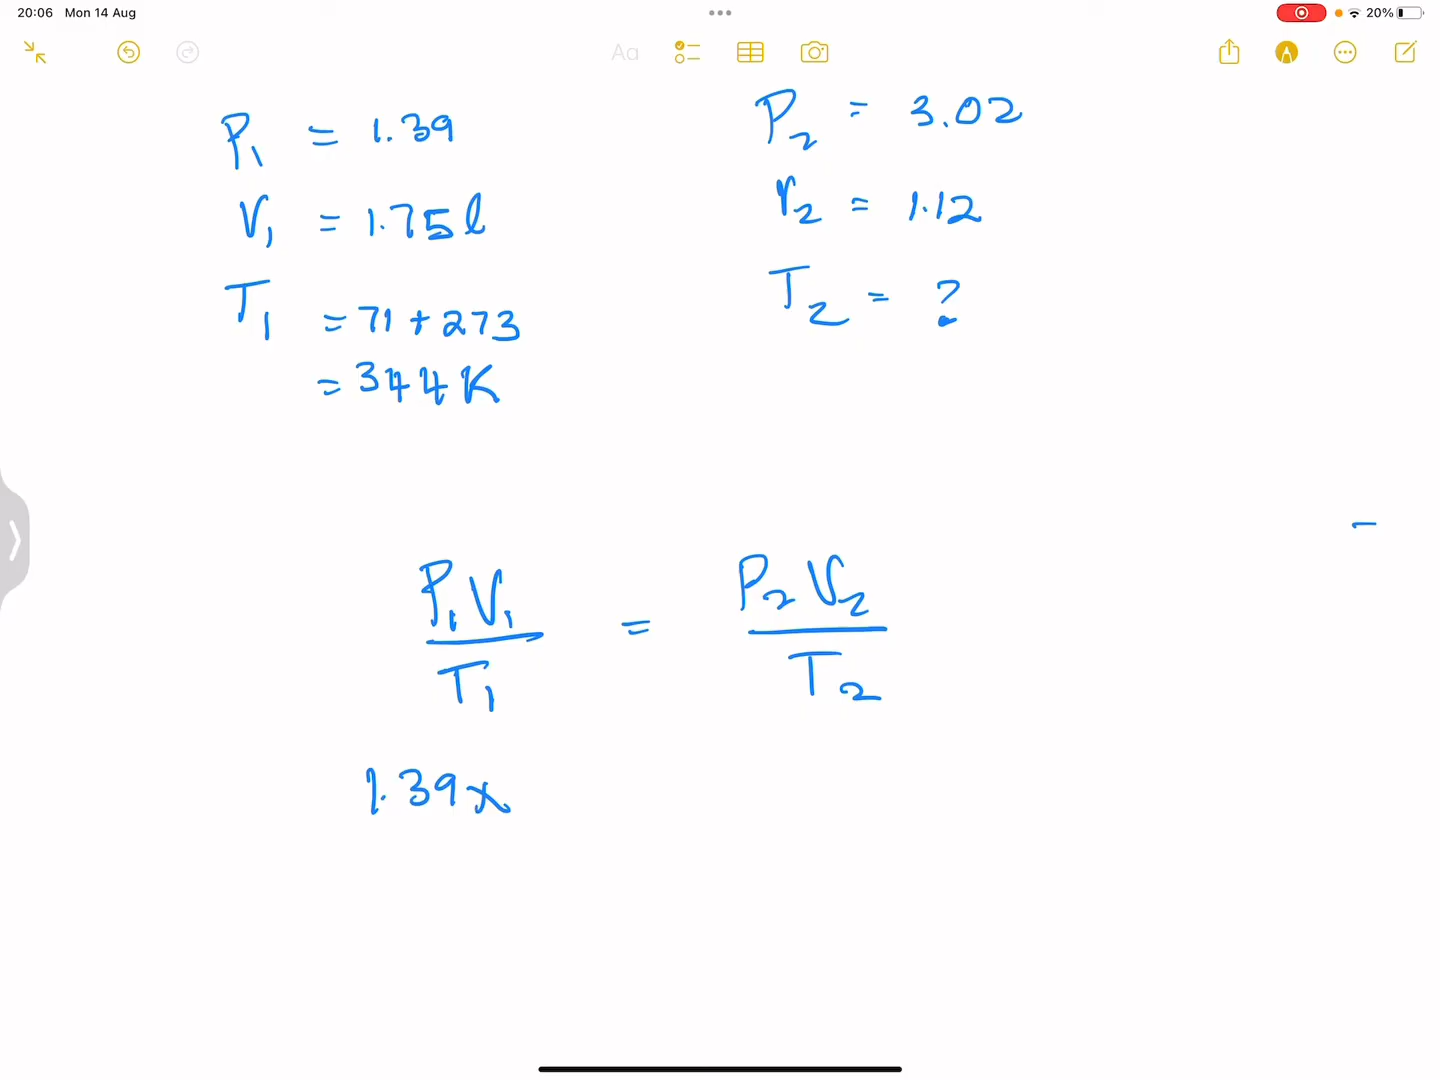 20:06 Mon 14 Aug
20%
Aa
P₁ = 1.39
V₁ = 1.75l
T₁ = 71 + 273
= 344K
P₂ = 3.02
V₂ = 1.12
T₂ = ?
P₁V₁ = P₂V₂
T₁ T₂
1.39x